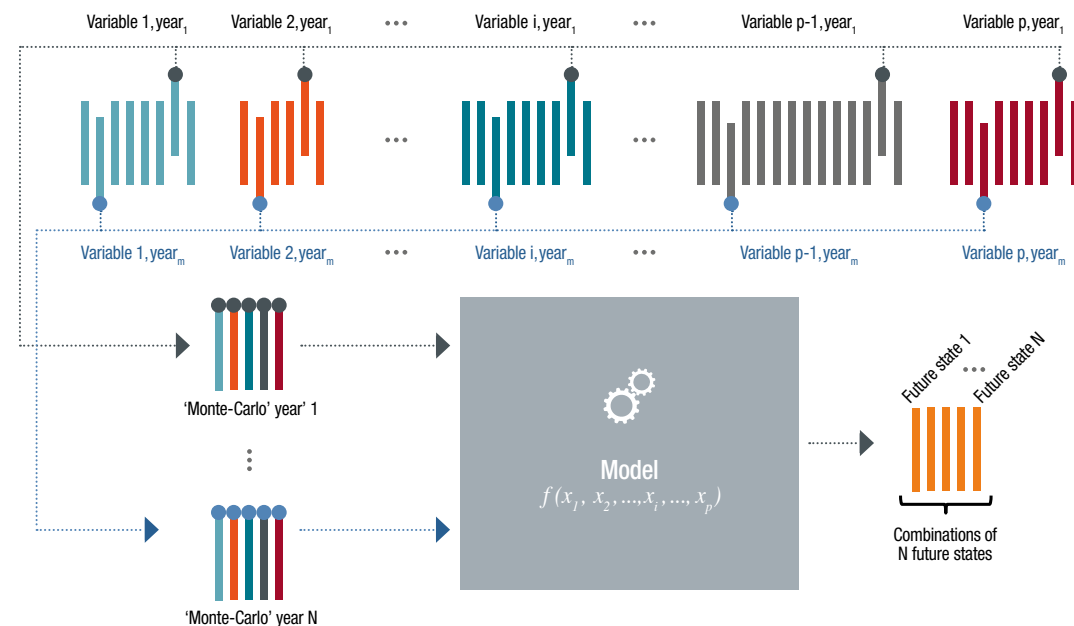 Variable 1, year₁ Variable 2, year₁ ••• Variable i, year₁ ••• Variable p-1, year₁ Variable p, year₁
••• •••
Variable 1, yearₘ Variable 2, yearₘ ••• Variable i, yearₘ ••• Variable p-1, yearₘ Variable p, yearₘ
'Monte-Carlo' year' 1
Model
f(x₁, x₂,...,xᵢ,..., xₚ)
Future state 1 ••• Future state N
Combinations of
N future states
'Monte-Carlo' year N